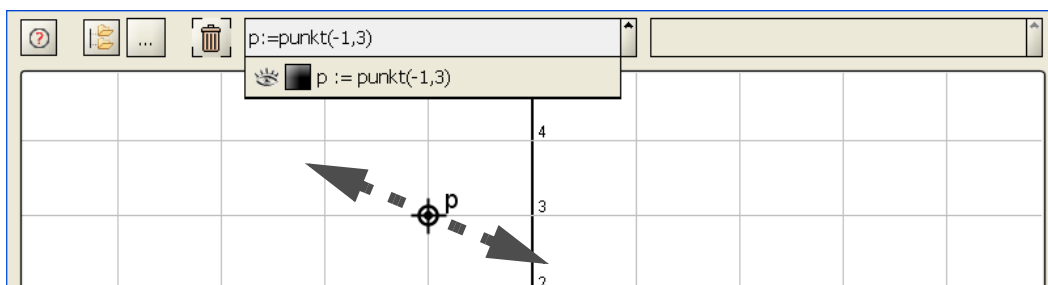 ?
...
p:=punkt(-1,3)
p := punkt(-1,3)
4
p
3
2